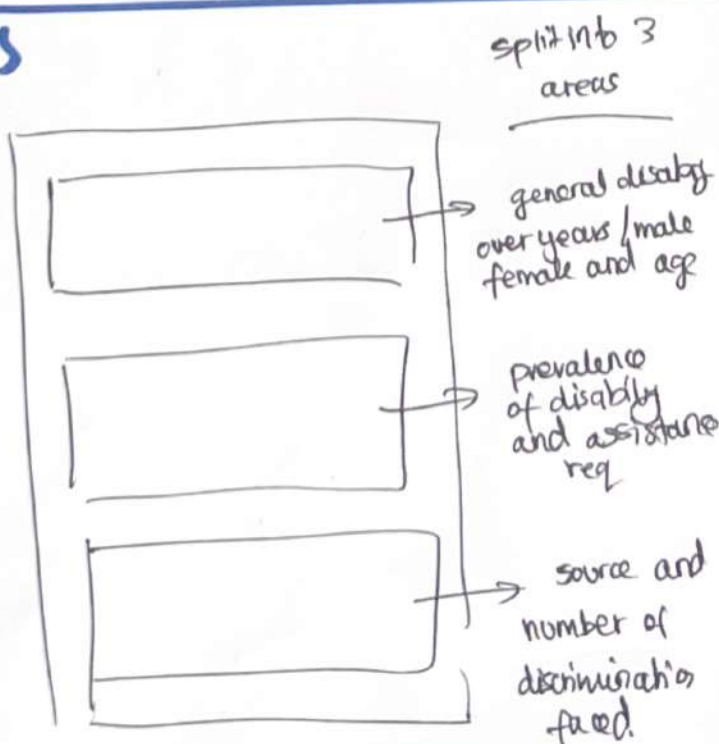 s
split into 3
areas
general disabty
over years / male
female and age
prevalence
of disability
and assistance
req
source and
number of
discrimination
faced.